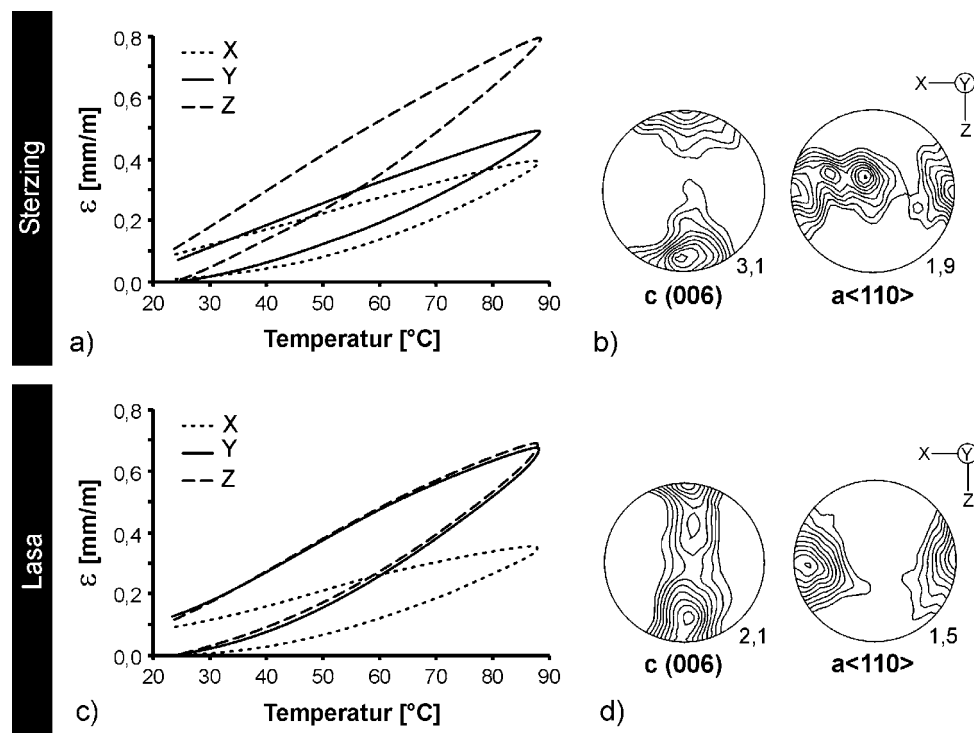 Sterzing
0,8
0,6
0,4
0,2
0,0
ε [mm/m]
X
Y
Z
20 30 40 50 60 70 80 90
Temperatur [°C]
a)
X Y
Z
3,1
1,9
c (006)
a<110>
b)
Lasa
0,8
0,6
0,4
0,2
0,0
ε [mm/m]
X
Y
Z
20 30 40 50 60 70 80 90
Temperatur [°C]
c)
X Y
Z
2,1
1,5
c (006)
a<110>
d)